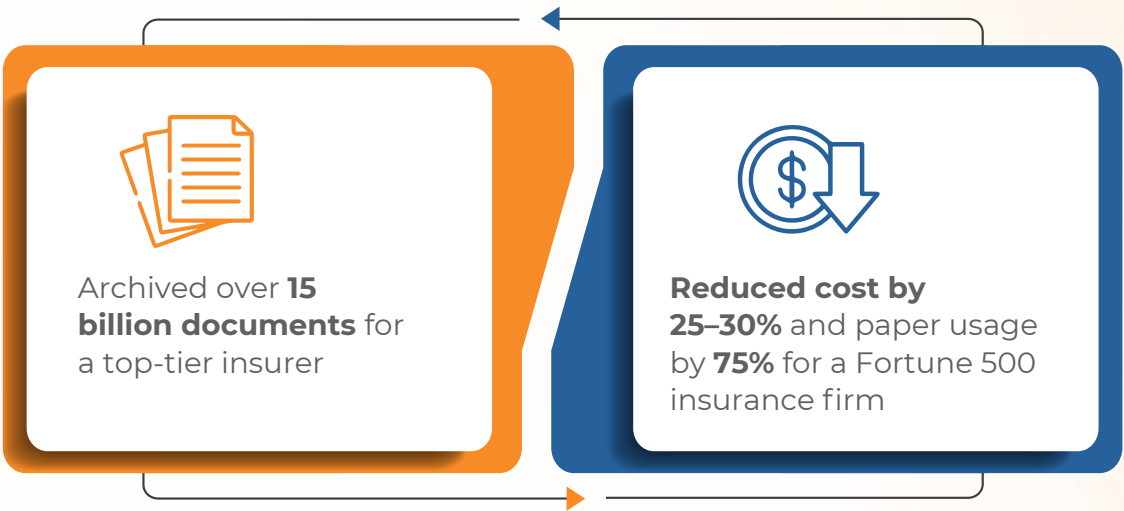 Archived over 15
billion documents for
a top-tier insurer
$
Reduced cost by
25–30% and paper usage
by 75% for a Fortune 500
insurance firm